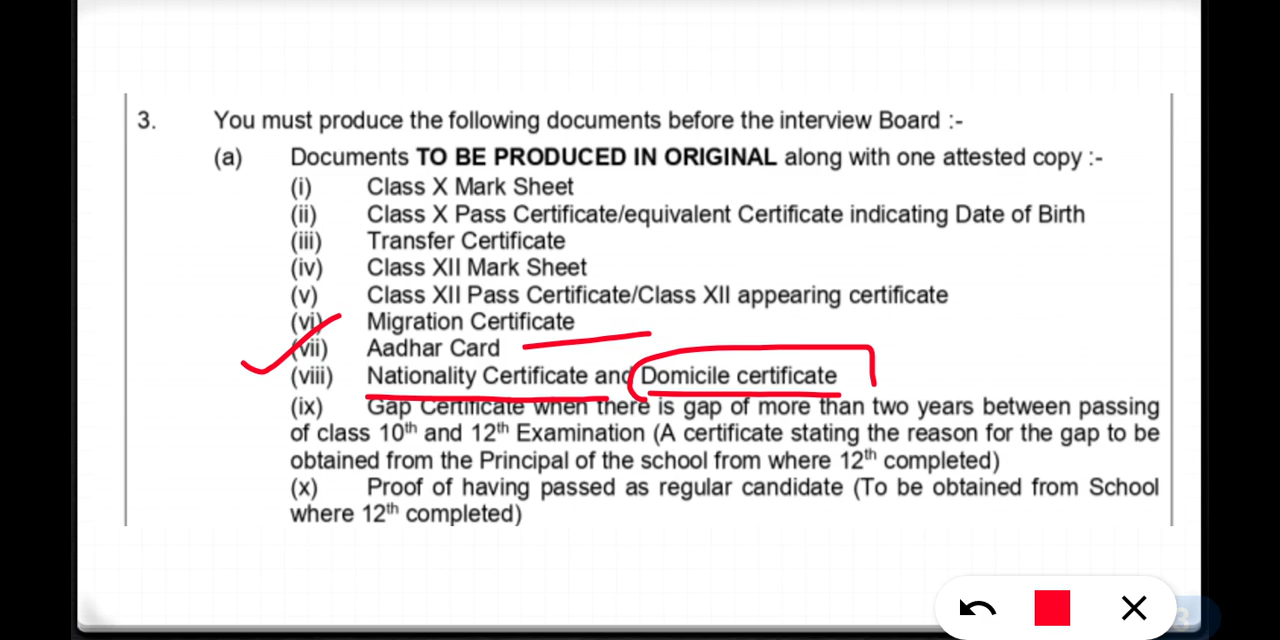 3. You must produce the following documents before the interview Board :-
(a) Documents TO BE PRODUCED IN ORIGINAL along with one attested copy :-
(i) Class X Mark Sheet
(ii) Class X Pass Certificate/equivalent Certificate indicating Date of Birth
(iii) Transfer Certificate
(iv) Class XII Mark Sheet
(v) Class XII Pass Certificate/Class XII appearing certificate
(vi) Migration Certificate
(vii) Aadhar Card
(viii) Nationality Certificate and Domicile certificate
(ix) Gap Certificate when there is gap of more than two years between passing
of class 10th and 12th Examination (A certificate stating the reason for the gap to be
obtained from the Principal of the school from where 12th completed)
(x) Proof of having passed as regular candidate (To be obtained from School
where 12th completed)